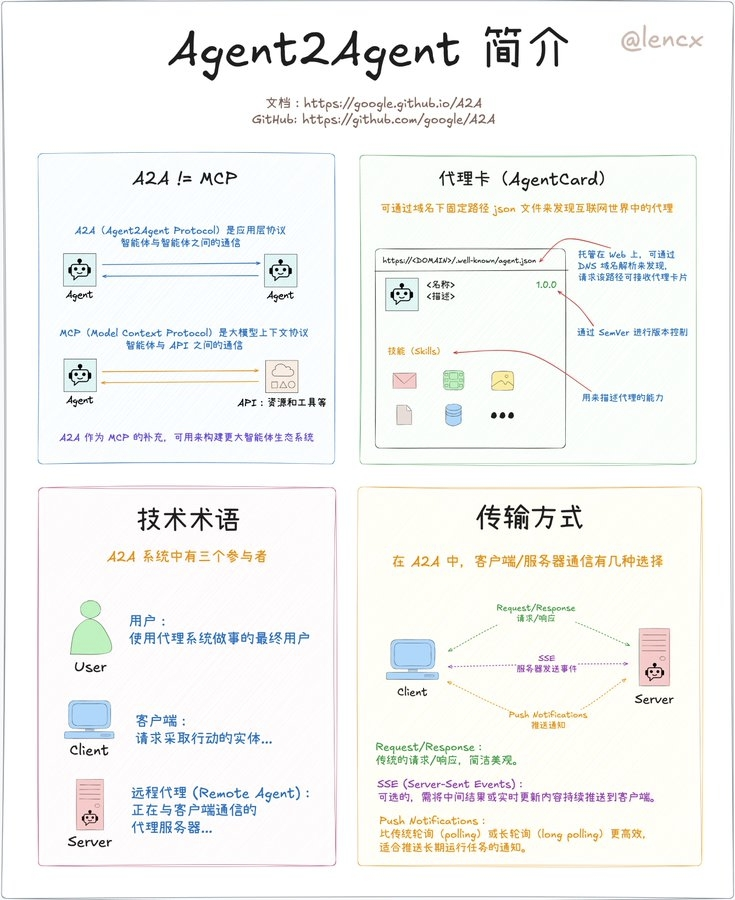 Agent2Agent 简介
@lencx
文档：https://google.github.io/A2A
GitHub: https://github.com/google/A2A
A2A != MCP
A2A（Agent2Agent Protocol）是应用层协议
智能体与智能体之间的通信
Agent
Agent
MCP（Model Context Protocol）是大模型上下文协议
智能体与 API 之间的通信
Agent
API：资源和工具等
A2A 作为 MCP 的补充，可用来构建更大智能体生态系统
代理卡（AgentCard）
可通过域名下固定路径 json 文件来发现互联网世界中的代理
https://<DOMAIN>/.well-known/agent.json
<名称>
1.0.0
<描述>
技能（Skills）
托管在 Web 上，可通过
DNS 域名解析来发现，
请求该路径可接收代理卡片
通过 SemVer 进行版本控制
用来描述代理的能力
技术术语
A2A 系统中有三个参与者
用户：
使用代理系统做事的最终用户
User
客户端：
请求采取行动的实体...
Client
远程代理 (Remote Agent)：
正在与客户端通信的
代理服务器...
Server
传输方式
在 A2A 中，客户端/服务器通信有几种选择
Request/Response
请求/响应
SSE
服务器发送事件
Client
Server
Push Notifications
推送通知
Request/Response：
传统的请求/响应，简洁美观。
SSE (Server-Sent Events)：
可选的，需将中间结果或实时更新内容持续推送到客户端。
Push Notifications：
比传统轮询（polling）或长轮询（long polling）更高效，
适合推送长期运行任务的通知。